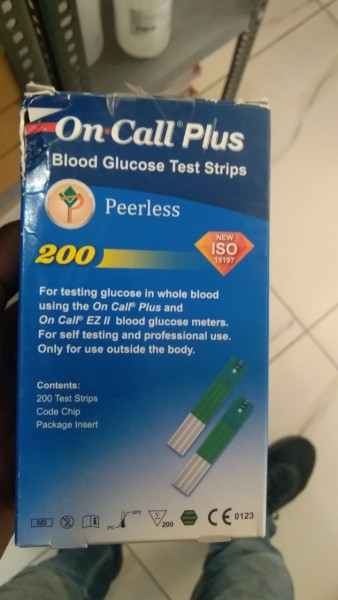 On·Call® Plus
Blood Glucose Test Strips
Peerless
200
NEW
ISO
15197
For testing glucose in whole blood
using the On Call® Plus and
On Call® EZ II blood glucose meters.
For self testing and professional use.
Only for use outside the body.
Contents:
200 Test Strips
Code Chip
Package Insert
IVD
200
CE 0123